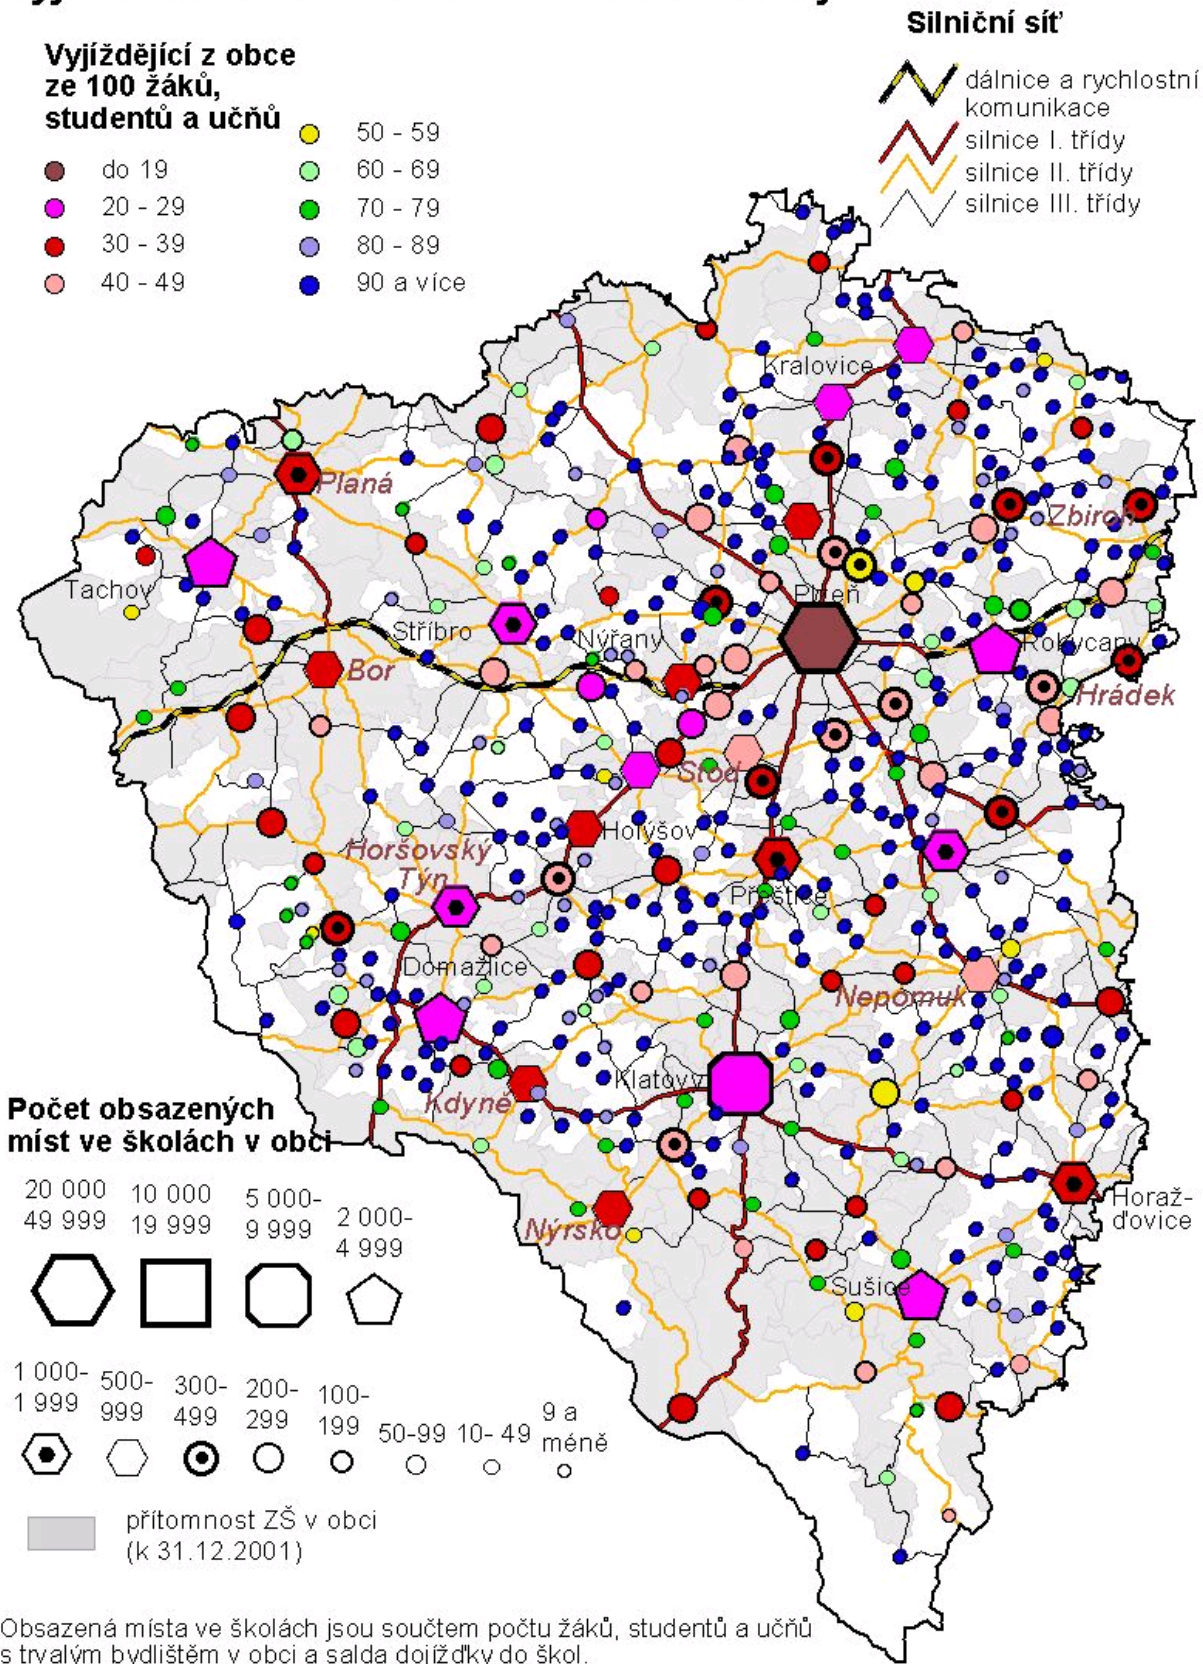 Silniční síť
dálnice a rychlostní
komunikace
silnice I. třídy
silnice II. třídy
silnice III. třídy
Vyjíždějící z obce
ze 100 žáků,
studentů a učňů
do 19
20 - 29
30 - 39
40 - 49
50 - 59
60 - 69
70 - 79
80 - 89
90 a více
Kralovice
Planá
Zbiroh
Tachov
Plzeň
Stříbro
Nýřany
Rokycany
Bor
Hrádek
Stod
Holýšov
Horšovský
Týn
Přeštice
Domažlice
Nepomuk
Klatovy
Kdyně
Horaž-
ďovice
Nýrsko
Sušice
Počet obsazených
míst ve školách v obci
20 000
49 999
10 000
19 999
5 000-
9 999
2 000-
4 999
1 000-
1 999
500-
999
300-
499
200-
299
100-
199
50-99
10- 49
9 a
méně
přítomnost ZŠ v obci
(k 31.12.2001)
Obsazená místa ve školách jsou součtem počtu žáků, studentů a učňů
s trvalým bydlištěm v obci a salda dojížďky do škol.